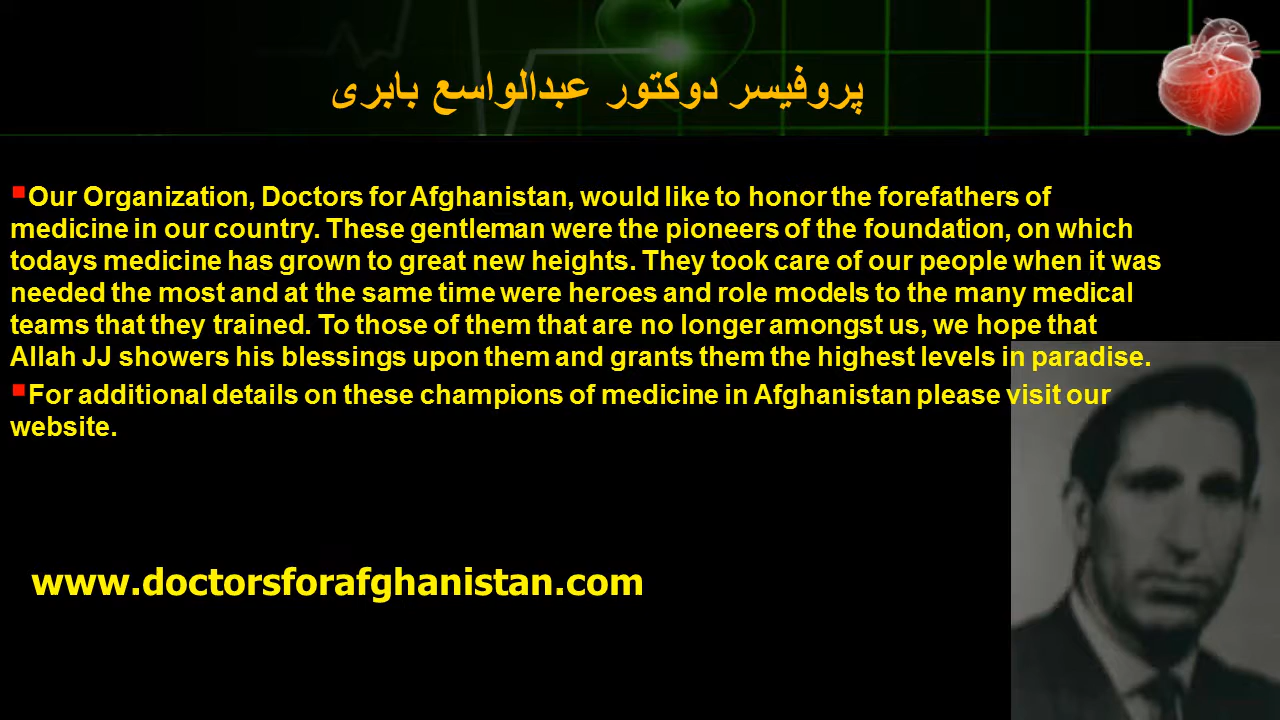 پروفیسر دوکتور عبدالواسع بابری
▪Our Organization, Doctors for Afghanistan, would like to honor the forefathers of
medicine in our country. These gentleman were the pioneers of the foundation, on which
todays medicine has grown to great new heights. They took care of our people when it was
needed the most and at the same time were heroes and role models to the many medical
teams that they trained. To those of them that are no longer amongst us, we hope that
Allah JJ showers his blessings upon them and grants them the highest levels in paradise.
▪For additional details on these champions of medicine in Afghanistan please visit our
website.
www.doctorsforafghanistan.com